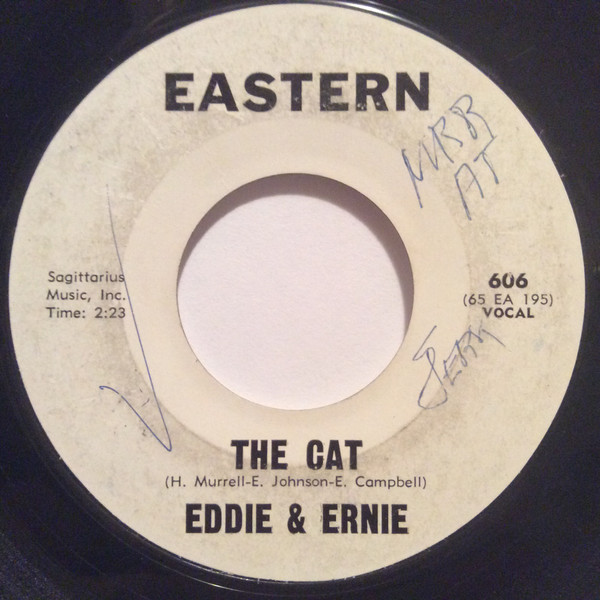 EASTERN
Sagittarius
Music, Inc.
Time: 2:23
606
(65 EA 195)
VOCAL
THE CAT
(H. Murrell-E. Johnson-E. Campbell)
EDDIE & ERNIE